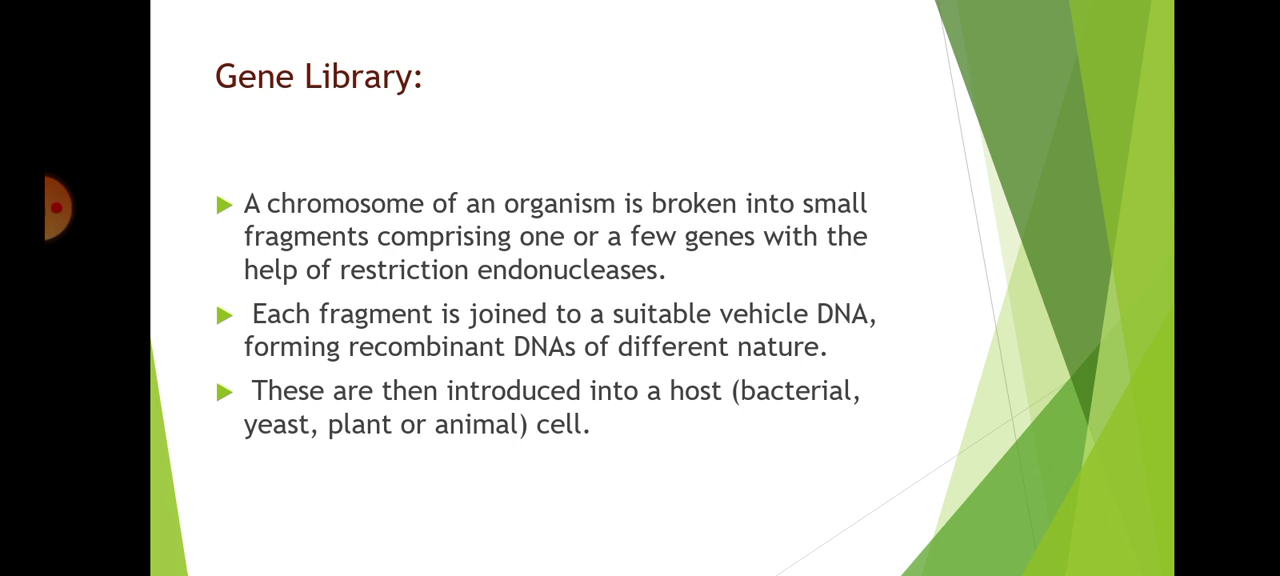 Gene Library:
A chromosome of an organism is broken into small
fragments comprising one or a few genes with the
help of restriction endonucleases.
Each fragment is joined to a suitable vehicle DNA,
forming recombinant DNAs of different nature.
These are then introduced into a host (bacterial,
yeast, plant or animal) cell.